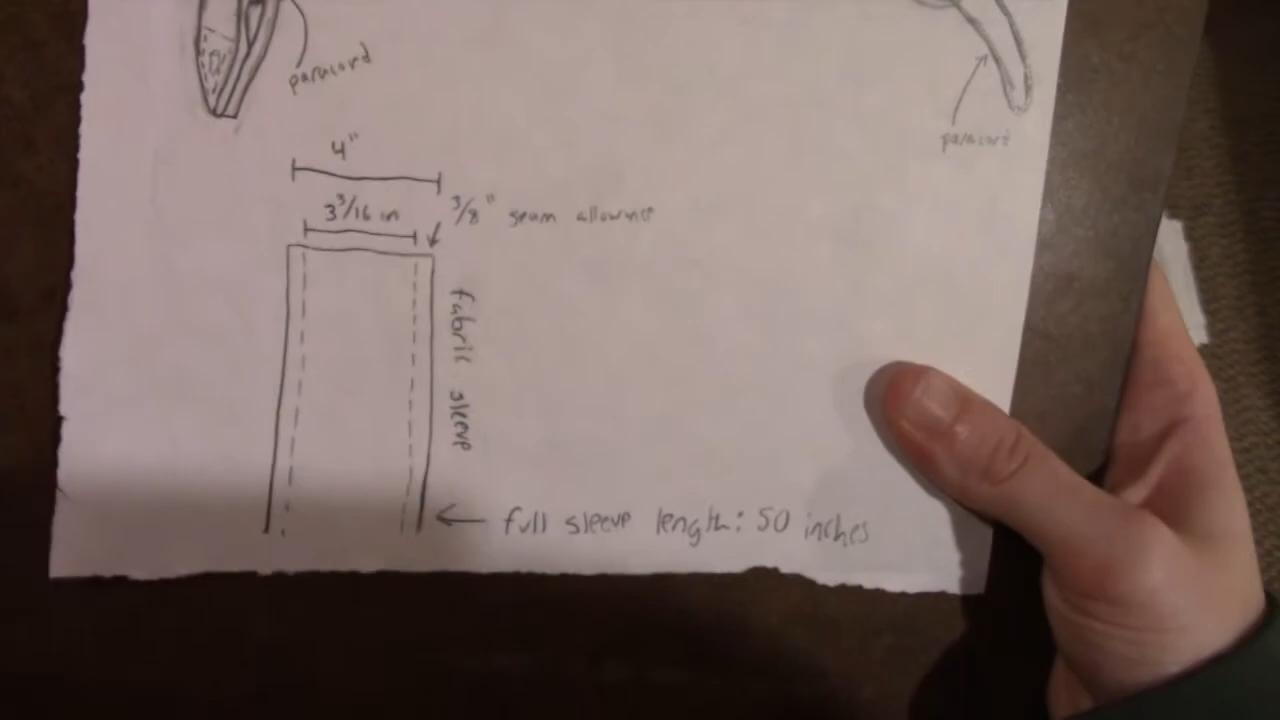 paracord
paracord
4"
3 3/16 in
3/8" seam allowance
fabric sleeve
full sleeve length: 50 inches